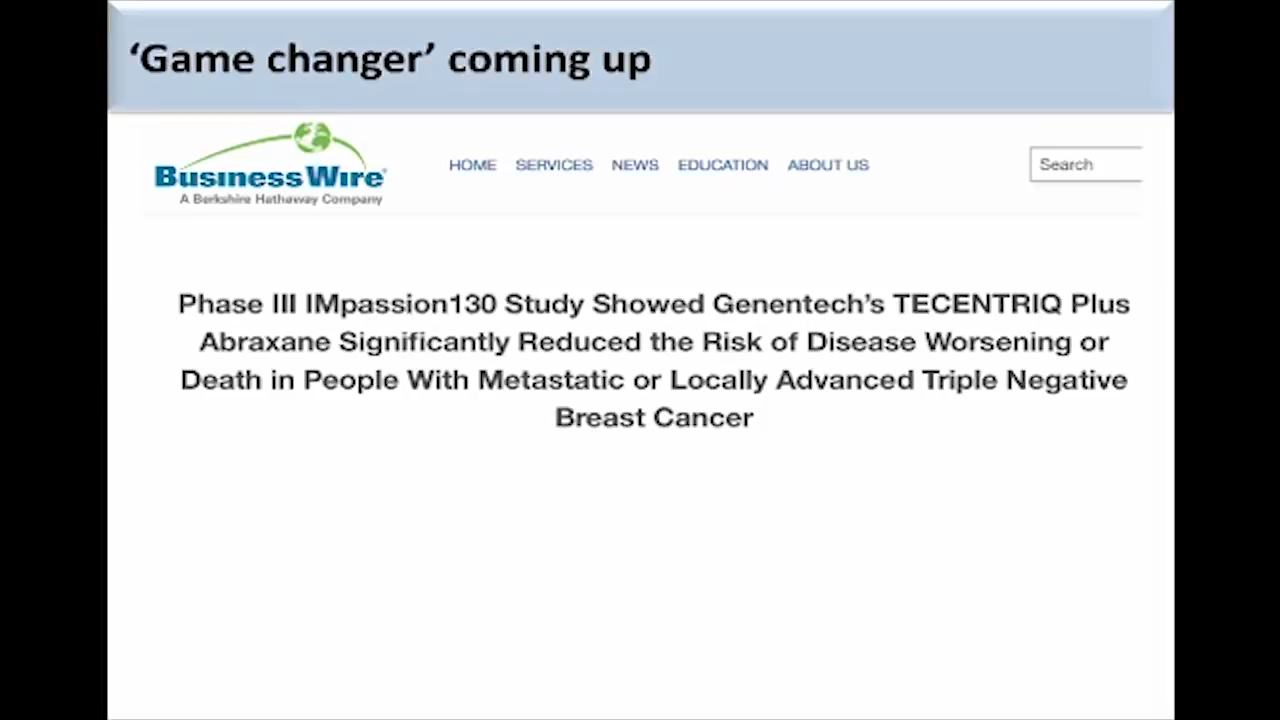 ‘Game changer’ coming up
BusinessWire®
A Berkshire Hathaway Company
HOME SERVICES NEWS EDUCATION ABOUT US
Search
Phase III IMpassion130 Study Showed Genentech’s TECENTRIQ Plus
Abraxane Significantly Reduced the Risk of Disease Worsening or
Death in People With Metastatic or Locally Advanced Triple Negative
Breast Cancer